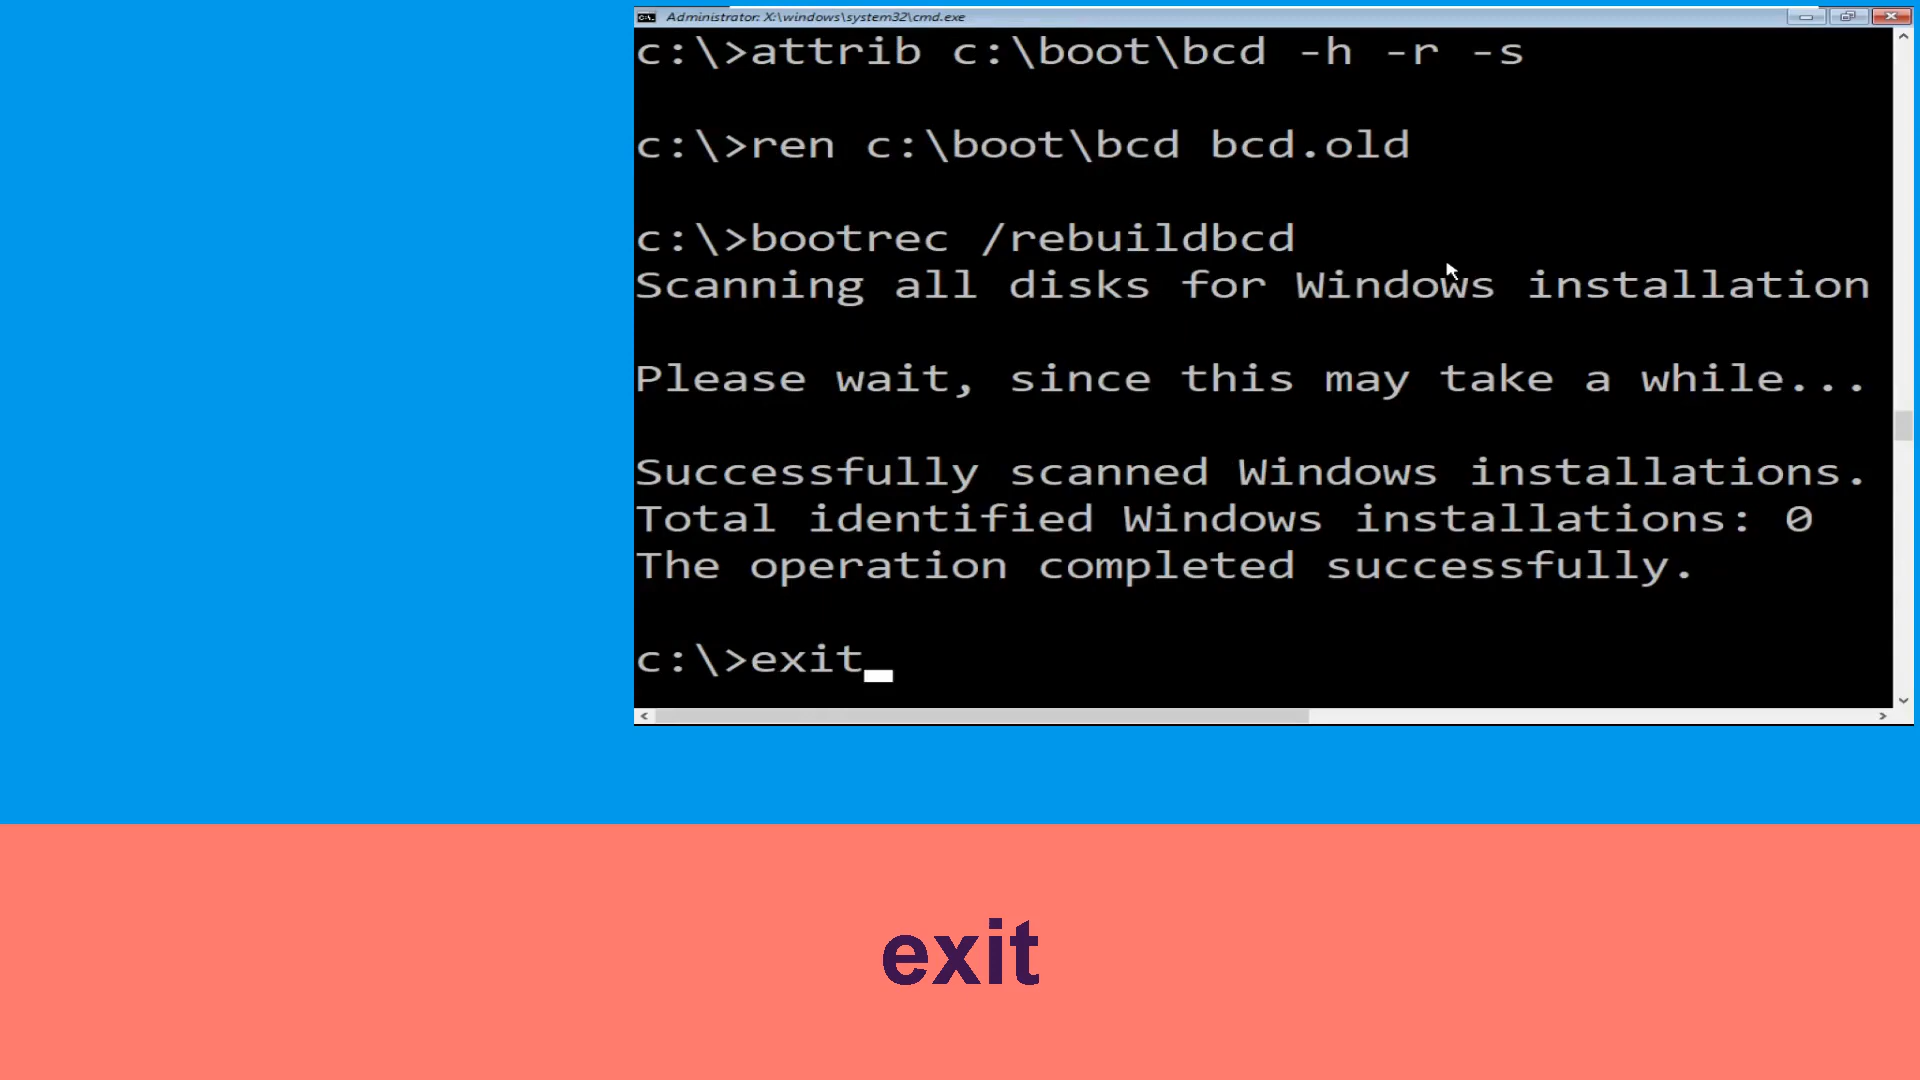 Administrator: X:\windows\system32\cmd.exe
c:\>attrib c:\boot\bcd -h -r -s
c:\>ren c:\boot\bcd bcd.old
c:\>bootrec /rebuildbcd
Scanning all disks for Windows installation
Please wait, since this may take a while...
Successfully scanned Windows installations.
Total identified Windows installations: 0
The operation completed successfully.
c:\>exit
exit